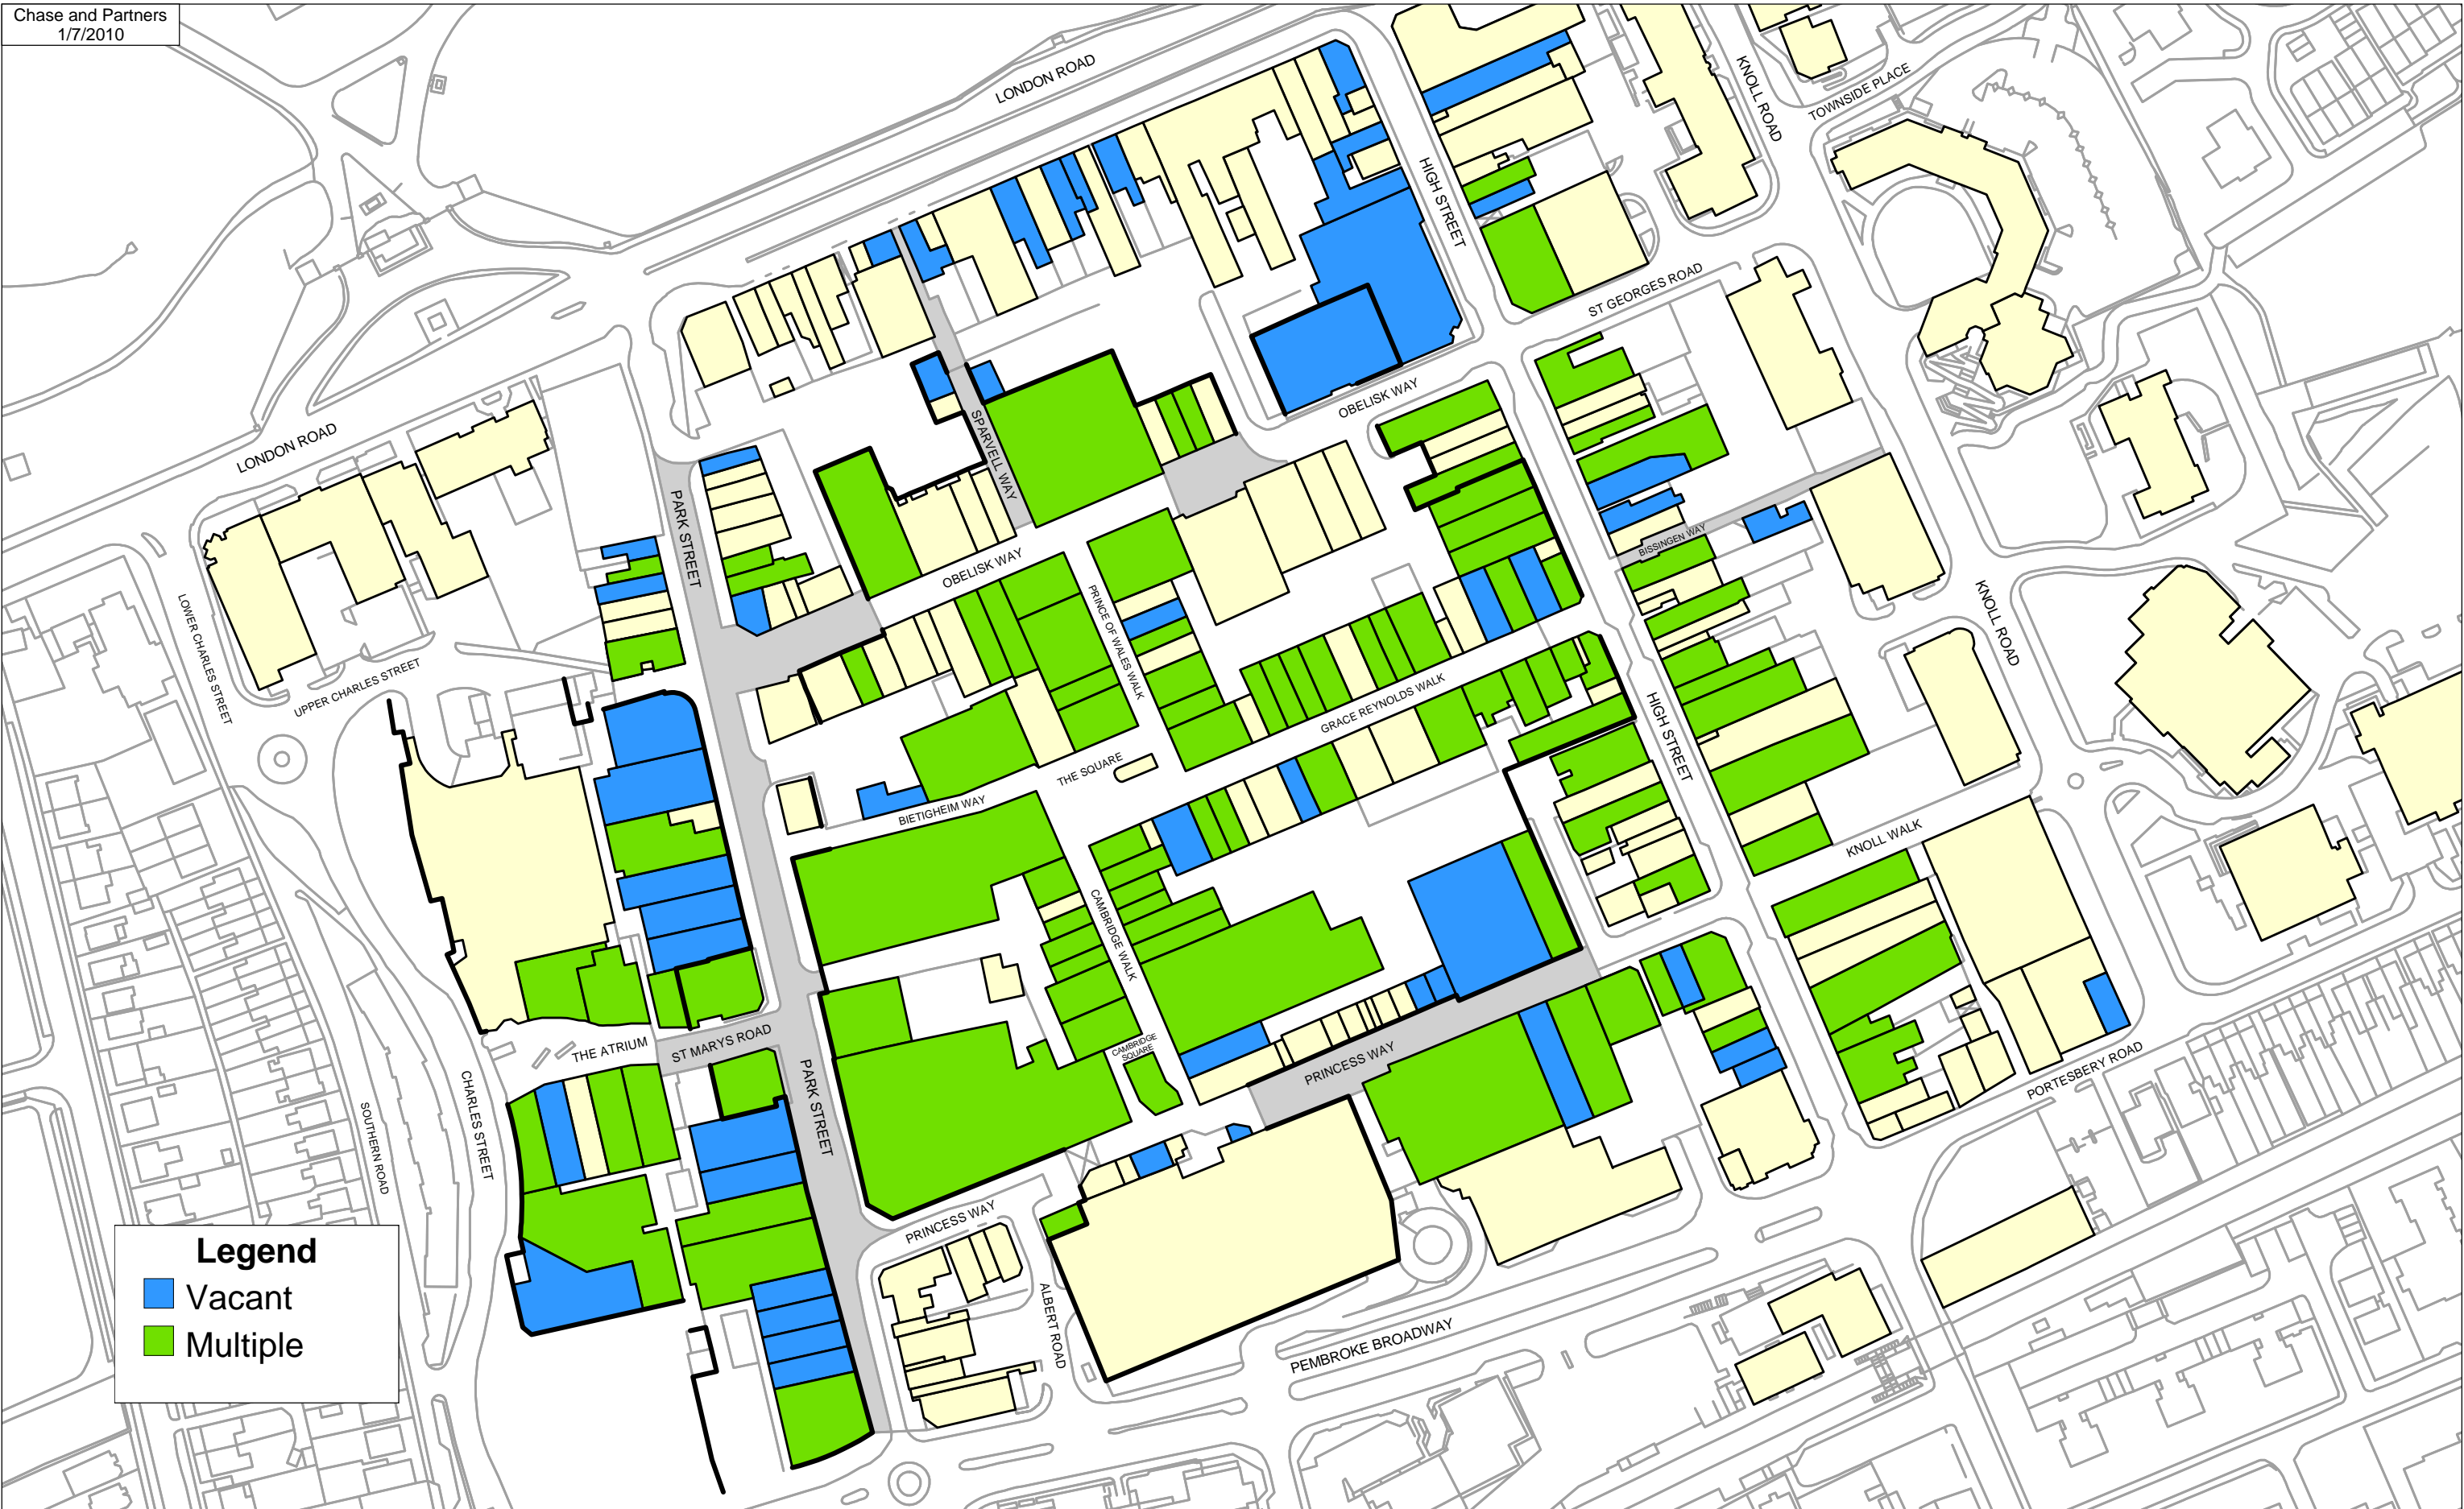 Chase and Partners
1/7/2010
LONDON ROAD
KNOLL ROAD
TOWNSIDE PLACE
HIGH STREET
ST GEORGES ROAD
LONDON ROAD
OBELISK WAY
SPARVELL WAY
PARK STREET
BISSINGEN WAY
OBELISK WAY
LOWER CHARLES STREET
PRINCE OF WALES WALK
KNOLL ROAD
UPPER CHARLES STREET
GRACE REYNOLDS WALK
HIGH STREET
THE SQUARE
BIETIGHEIM WAY
KNOLL WALK
CAMBRIDGE WALK
THE ATRIUM
ST MARYS ROAD
CAMBRIDGE
SQUARE
PRINCESS WAY
PORTESBERY ROAD
CHARLES STREET
SOUTHERN ROAD
PARK STREET
PRINCESS WAY
ALBERT ROAD
PEMBROKE BROADWAY
Legend
Vacant
Multiple